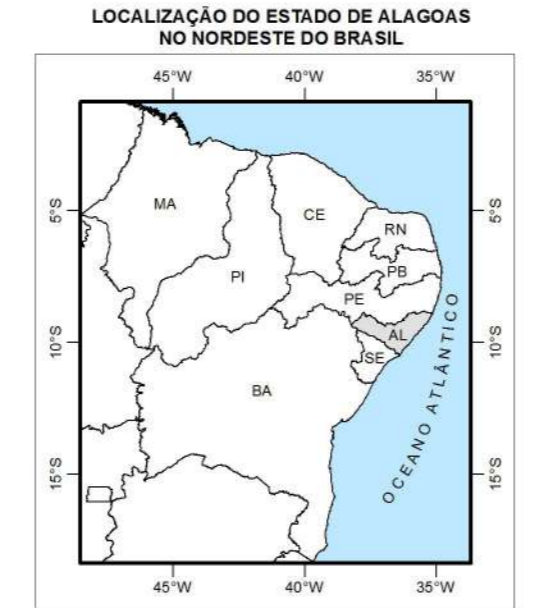 LOCALIZAÇÃO DO ESTADO DE ALAGOAS
NO NORDESTE DO BRASIL
45°W 40°W 35°W
5°S 5°S
MA CE RN
PB
PI
PE
10°S AL 10°S
SE
BA
OCEANO ATLÂNTICO
15°S 15°S
45°W 40°W 35°W